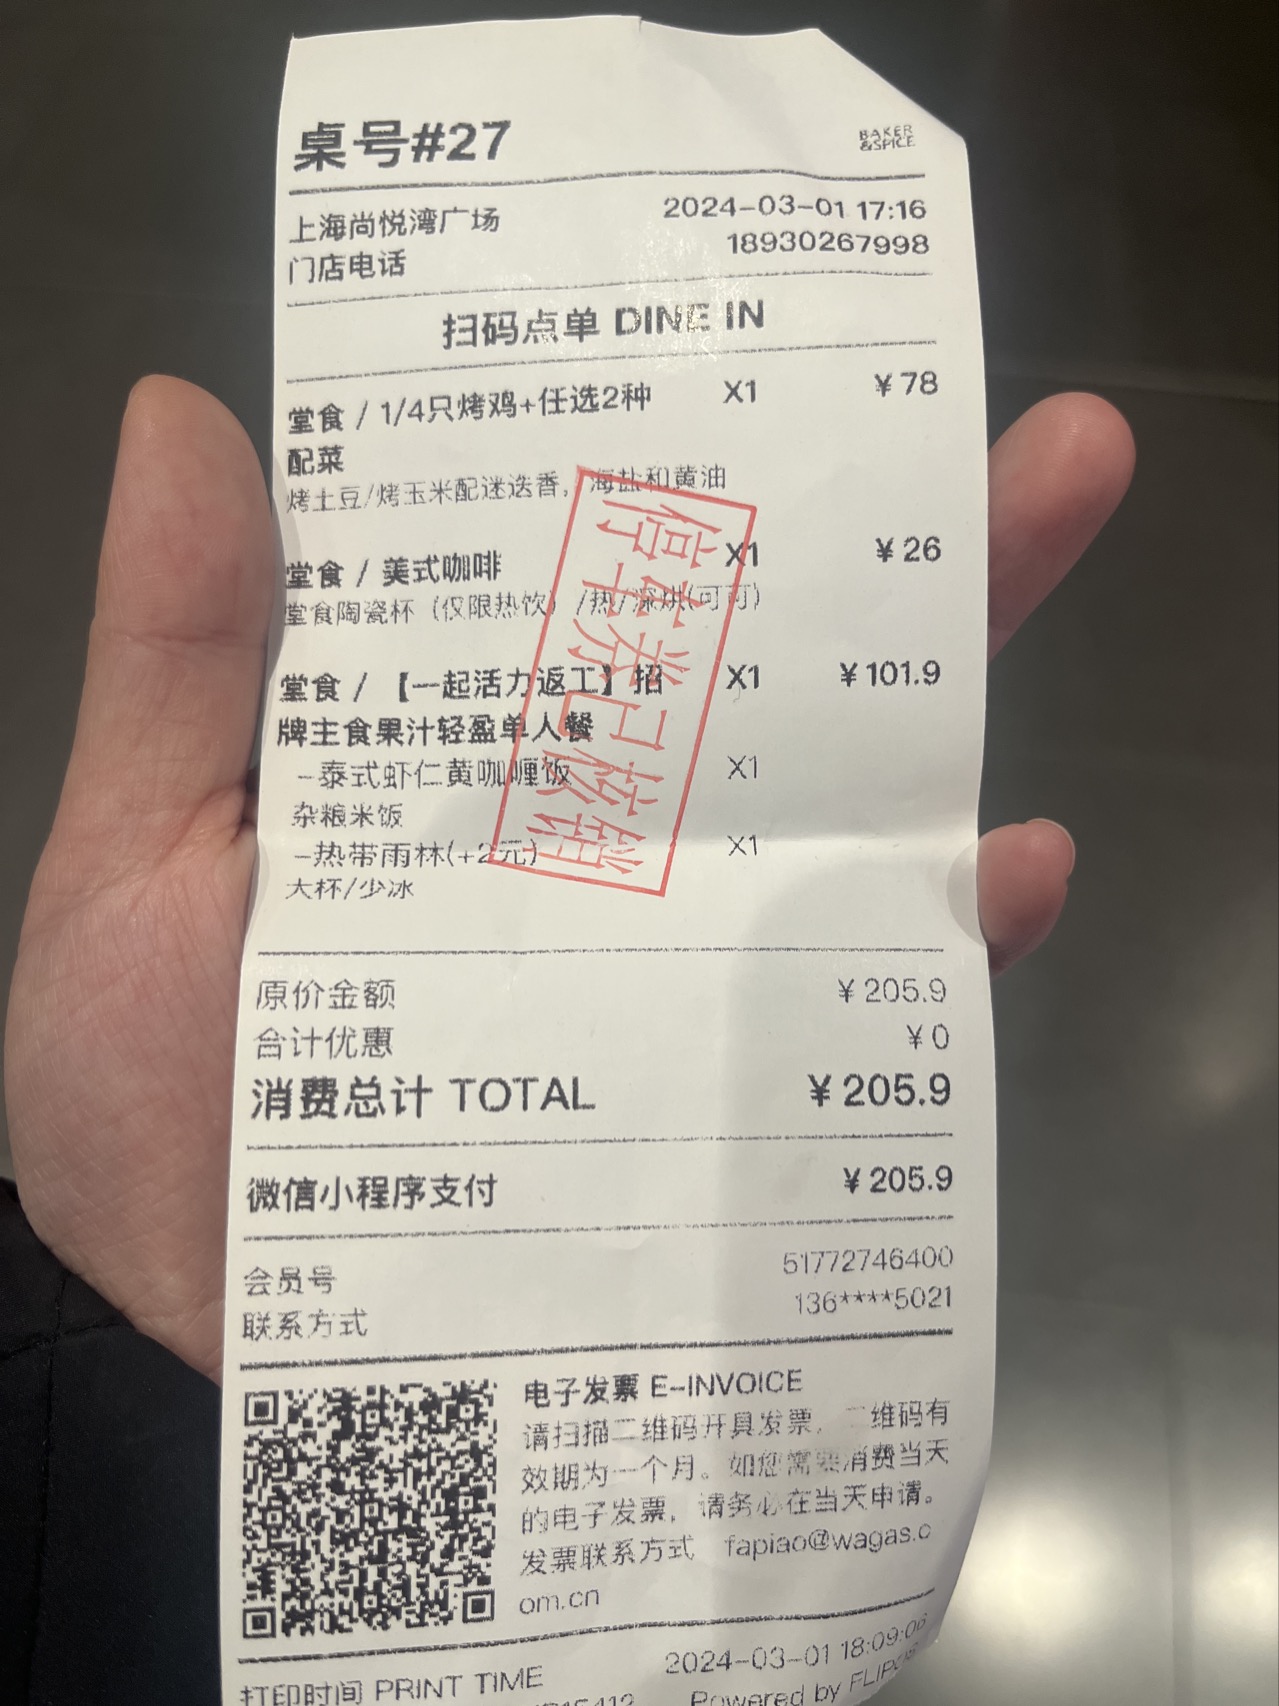 桌号#27
BAKER
&SPICE
上海尚悦湾广场 2024-03-01 17:16
门店电话 18930267998
扫码点单 DINE IN
堂食 / 1/4只烤鸡+任选2种 X1 ¥78
配菜
烤土豆/烤玉米配迷迭香，海盐和黄油
堂食 / 美式咖啡 X1 ¥26
堂食陶瓷杯（仅限热饮）/热/深烘(可可)
堂食 / 【一起活力返工】招 X1 ¥101.9
牌主食果汁轻盈单人餐
-泰式虾仁黄咖喱饭 X1
杂粮米饭
-热带雨林(+2元) X1
大杯/少冰
停车券已核销
原价金额 ¥205.9
合计优惠 ¥0
消费总计 TOTAL ¥205.9
微信小程序支付 ¥205.9
会员号 51772746400
联系方式 136****5021
电子发票 E-INVOICE
请扫描二维码开具发票，二维码有
效期为一个月。如您需要消费当天
的电子发票，请务必在当天申请。
发票联系方式 fapiao@wagas.c
om.cn
打印时间 PRINT TIME 2024-03-01 18:09:06
Powered by